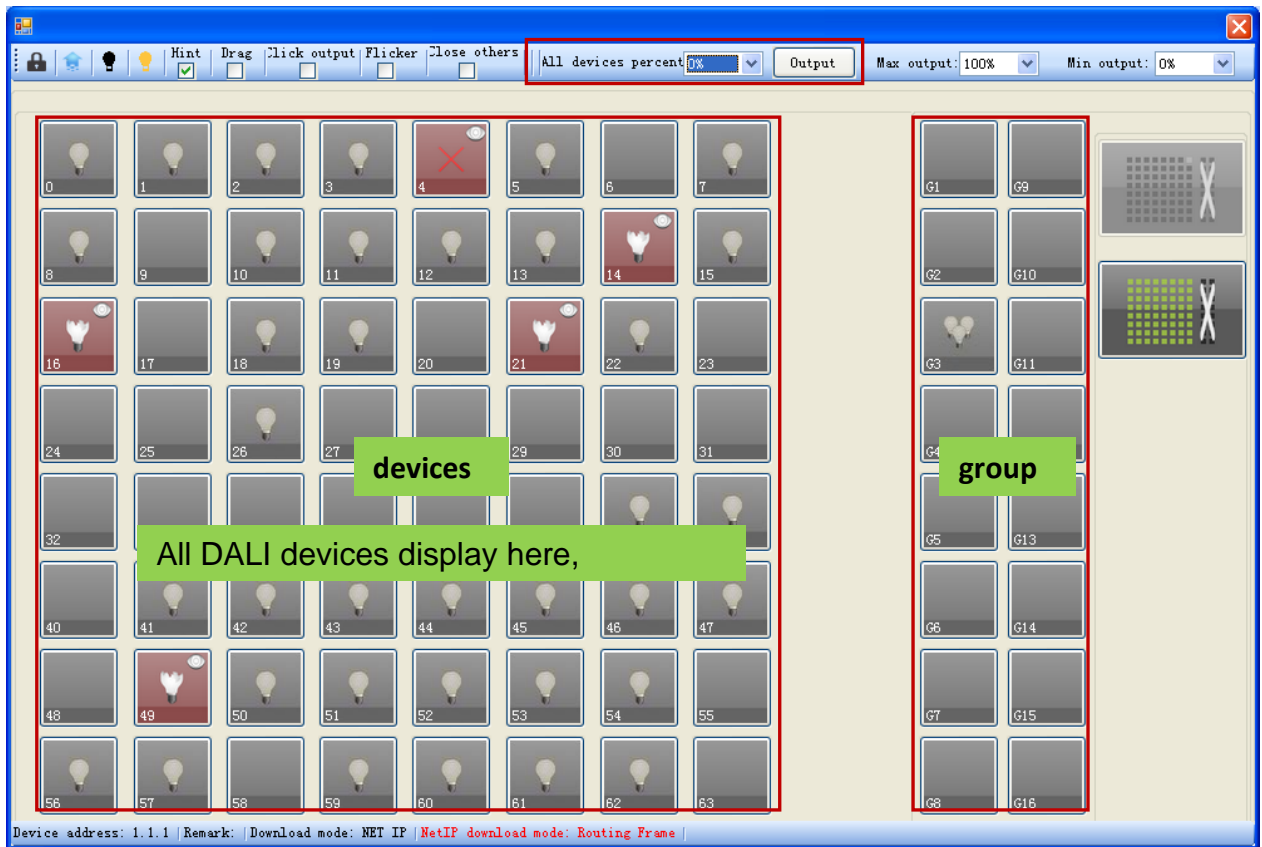 Hint Drag Click output Flicker Close others All devices percent 0% Output Max output: 100% Min output: 0%
0 1 2 3 4 5 6 7 G1 G9
8 9 10 11 12 13 14 15 G2 G10
16 17 18 19 20 21 22 23 G3 G11
24 25 26 27 29 30 31 G4
devices
group
32 G5 G13
All DALI devices display here,
40 41 42 43 44 45 46 47 G6 G14
48 49 50 51 52 53 54 55 G7 G15
56 57 58 59 60 61 62 63 G8 G16
Device address: 1.1.1 Remark: Download mode: NET IP NetIP download mode: Routing Frame